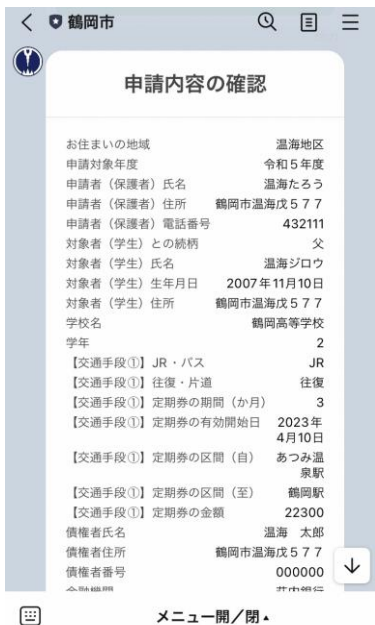 鶴岡市
申請内容の確認
お住まいの地域 温海地区
申請対象年度 令和5年度
申請者（保護者）氏名 温海たろう
申請者（保護者）住所 鶴岡市温海戊577
申請者（保護者）電話番号 432111
対象者（学生）との続柄 父
対象者（学生）氏名 温海ジロウ
対象者（学生）生年月日 2007年11月10日
対象者（学生）住所 鶴岡市温海戊577
学校名 鶴岡高等学校
学年 2
【交通手段①】JR・バス JR
【交通手段①】往復・片道 往復
【交通手段①】定期券の期間（か月） 3
【交通手段①】定期券の有効開始日 2023年
4月10日
【交通手段①】定期券の区間（自） あつみ温
泉駅
【交通手段①】定期券の区間（至） 鶴岡駅
【交通手段①】定期券の金額 22300
債権者氏名 温海 太郎
債権者住所 鶴岡市温海戊577
債権者番号 000000
金融機関 荘内銀行
メニュー開／閉▲